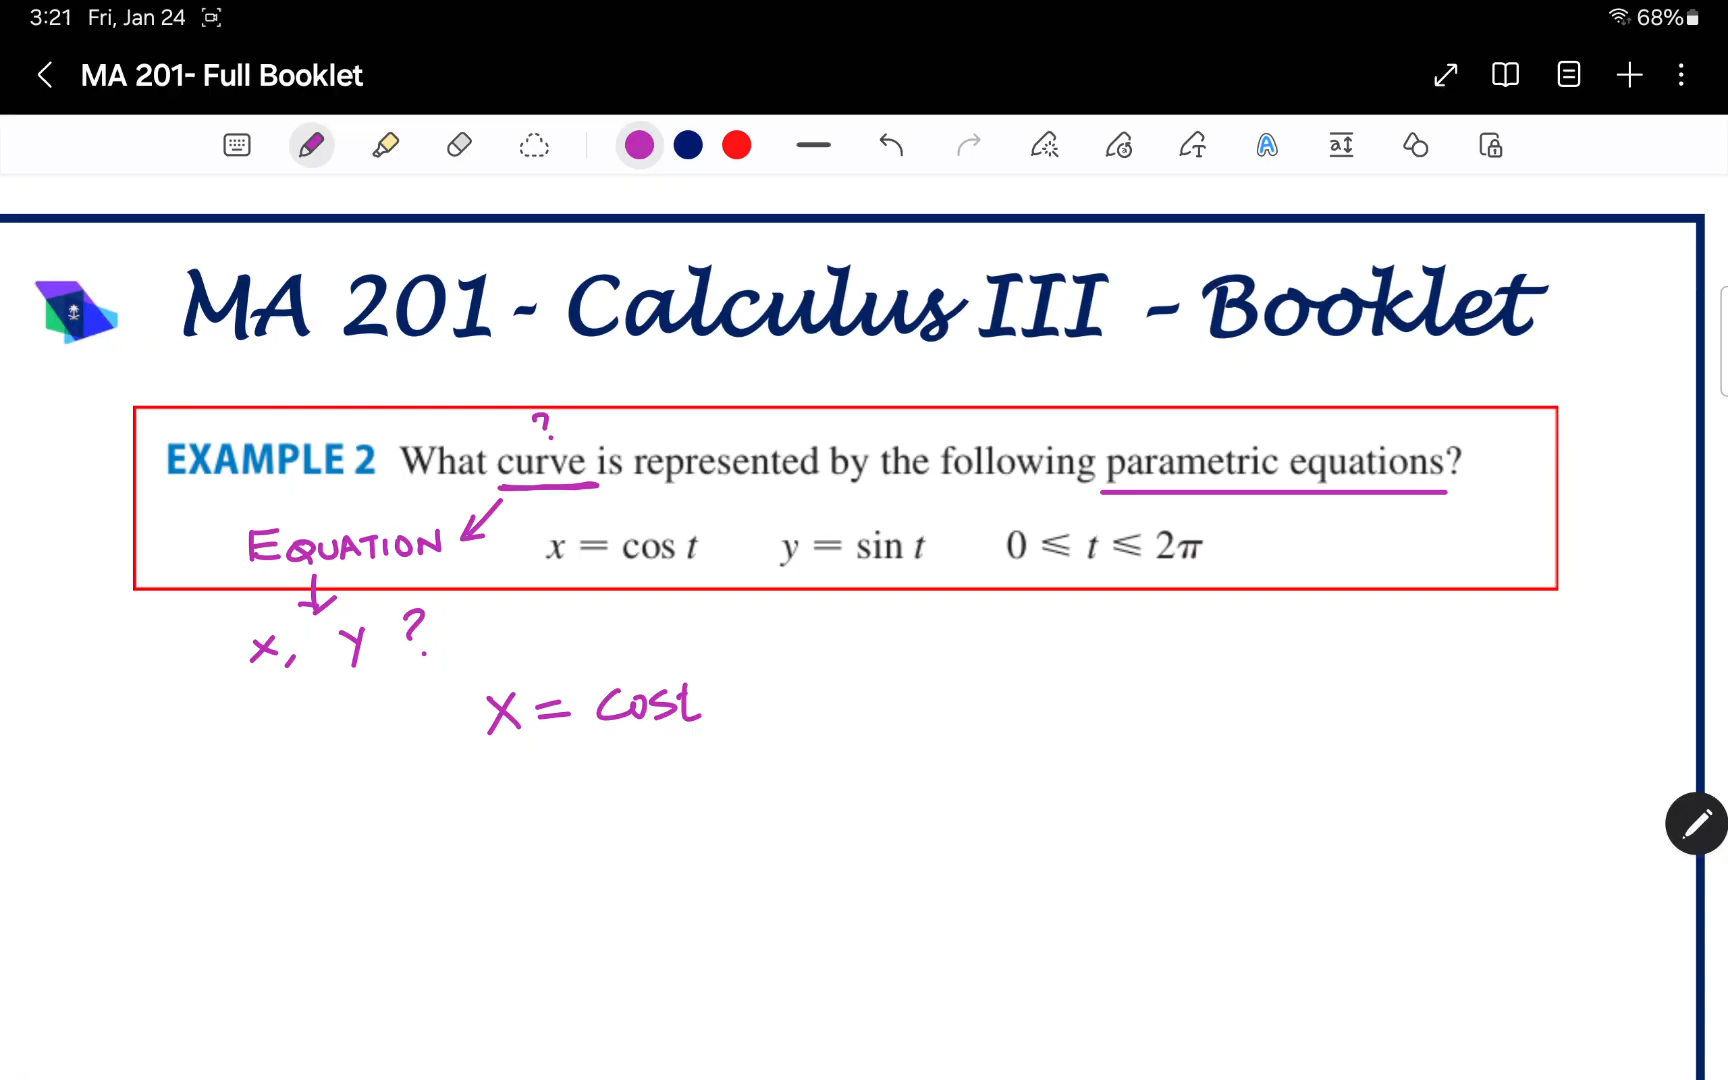 3:21 Fri, Jan 24 68%
MA 201- Full Booklet
MA 201- Calculus III - Booklet
?
EXAMPLE 2 What curve is represented by the following parametric equations?
EQUATION x = cos t y = sin t 0 ⩽ t ⩽ 2π
x, y ?
x = cost